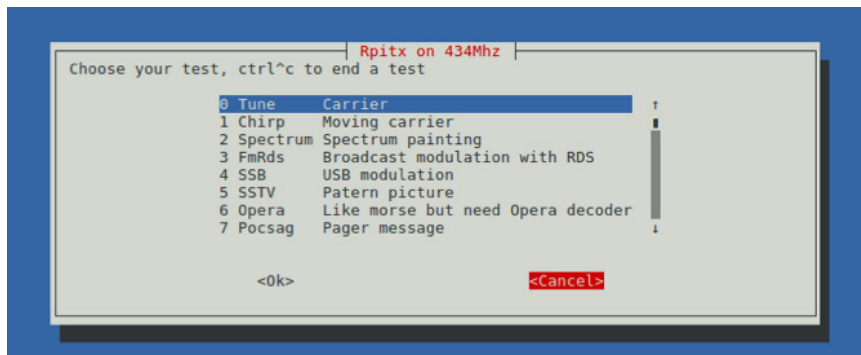 Rpitx on 434Mhz
Choose your test, ctrl^c to end a test
0 Tune Carrier
1 Chirp Moving carrier
2 Spectrum Spectrum painting
3 FmRds Broadcast modulation with RDS
4 SSB USB modulation
5 SSTV Patern picture
6 Opera Like morse but need Opera decoder
7 Pocsag Pager message
<Ok> <Cancel>